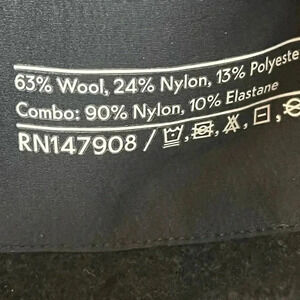 63% Wool, 24% Nylon, 13% Polyeste
Combo: 90% Nylon, 10% Elastane
RN147908 /